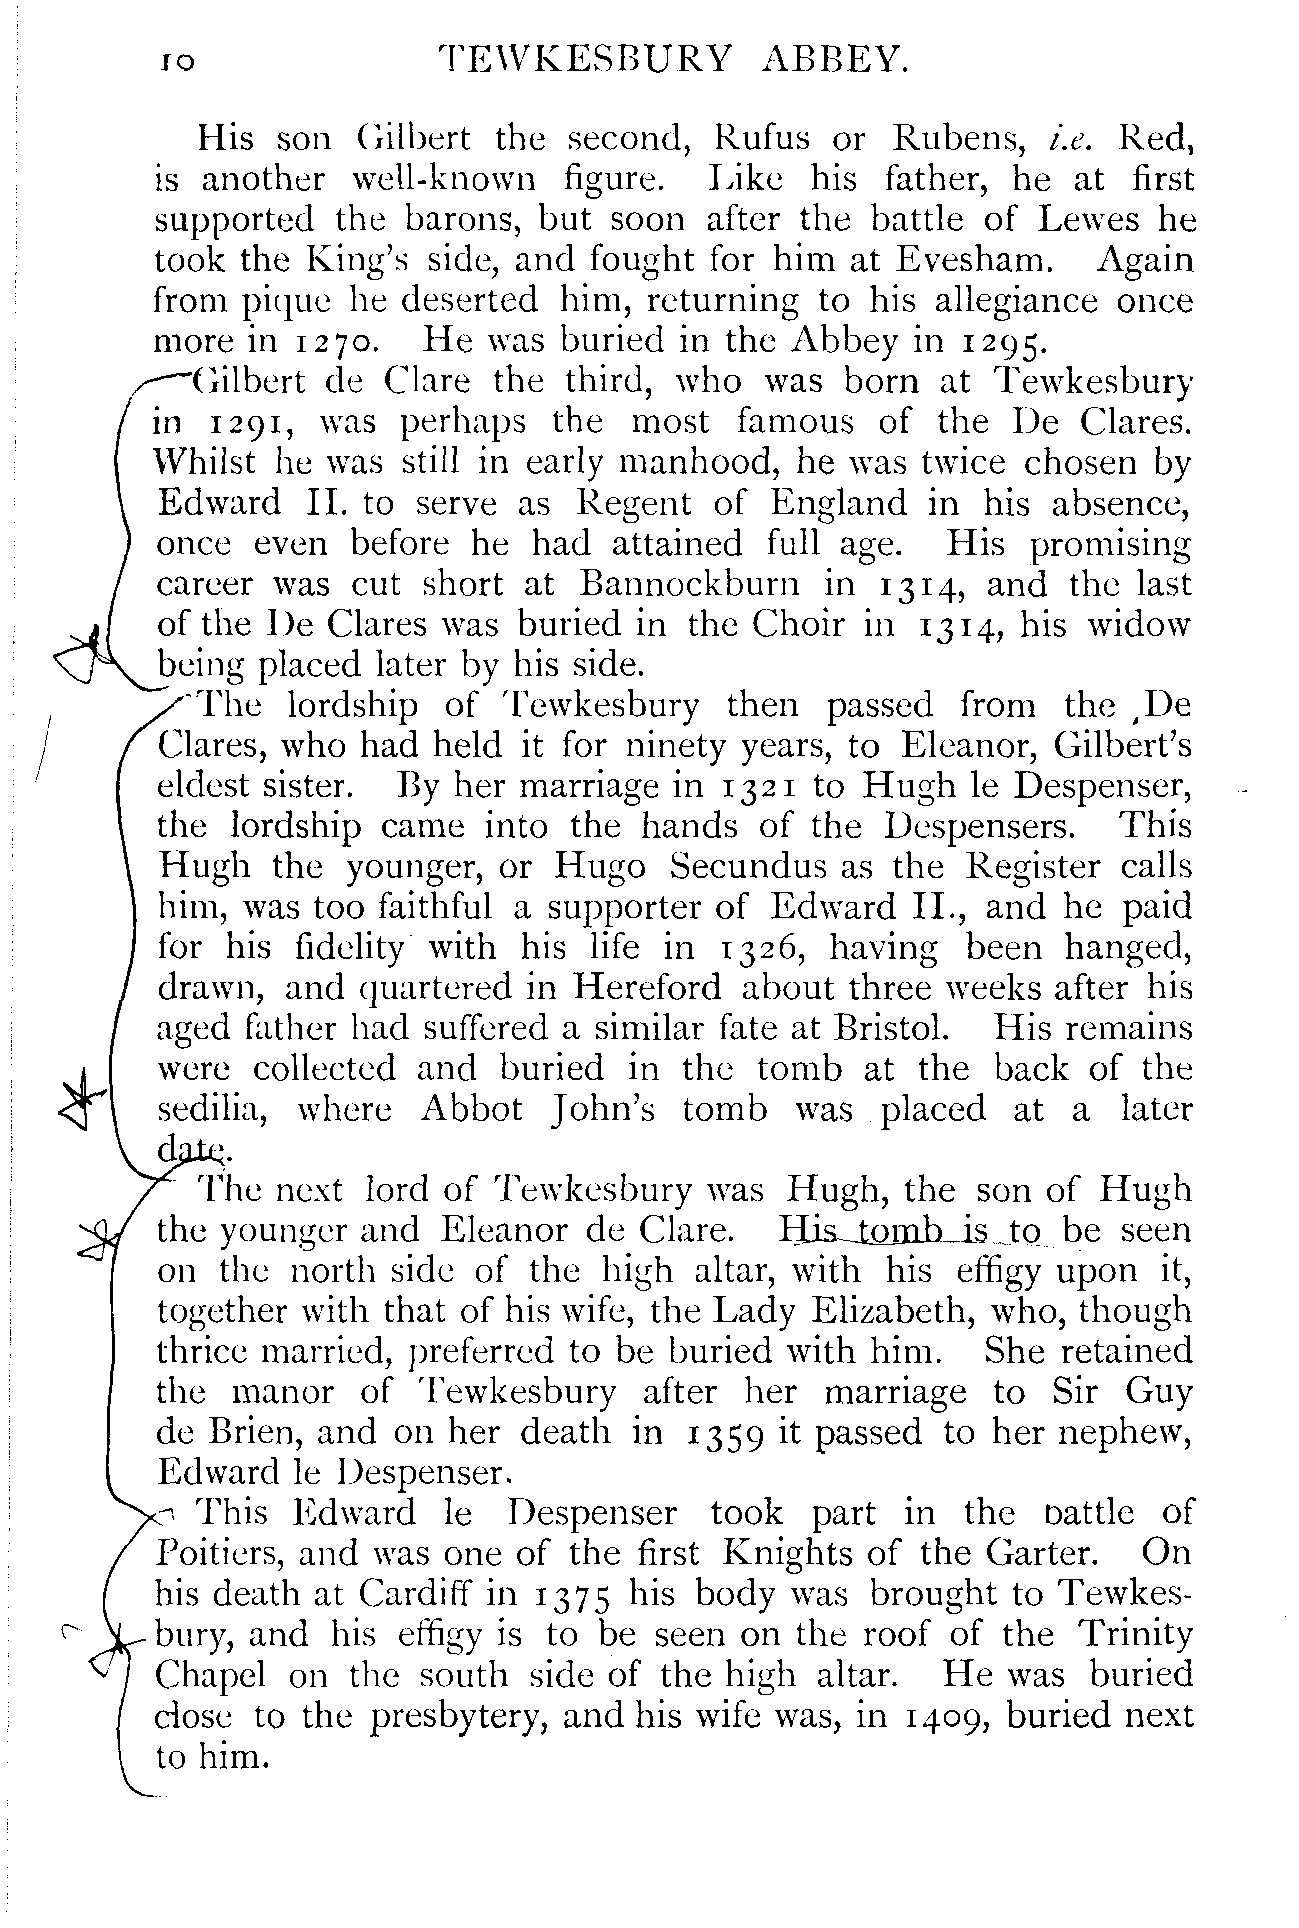 10 TEWKESBURY ABBEY.
His son Gilbert the second, Rufus or Rubens, i.e. Red,
is another well-known figure. Like his father, he at first
supported the barons, but soon after the battle of Lewes he
took the King's side, and fought for him at Evesham. Again
from pique he deserted him, returning to his allegiance once
more in 1270. He was buried in the Abbey in 1295.
Gilbert de Clare the third, who was born at Tewkesbury
in 1291, was perhaps the most famous of the De Clares.
Whilst he was still in early manhood, he was twice chosen by
Edward II. to serve as Regent of England in his absence,
once even before he had attained full age. His promising
career was cut short at Bannockburn in 1314, and the last
of the De Clares was buried in the Choir in 1314, his widow
being placed later by his side.
The lordship of Tewkesbury then passed from the De
Clares, who had held it for ninety years, to Eleanor, Gilbert's
eldest sister. By her marriage in 1321 to Hugh le Despenser,
the lordship came into the hands of the Despensers. This
Hugh the younger, or Hugo Secundus as the Register calls
him, was too faithful a supporter of Edward II., and he paid
for his fidelity with his life in 1326, having been hanged,
drawn, and quartered in Hereford about three weeks after his
aged father had suffered a similar fate at Bristol. His remains
were collected and buried in the tomb at the back of the
sedilia, where Abbot John's tomb was placed at a later
date.
The next lord of Tewkesbury was Hugh, the son of Hugh
the younger and Eleanor de Clare. His tomb is to be seen
on the north side of the high altar, with his effigy upon it,
together with that of his wife, the Lady Elizabeth, who, though
thrice married, preferred to be buried with him. She retained
the manor of Tewkesbury after her marriage to Sir Guy
de Brien, and on her death in 1359 it passed to her nephew,
Edward le Despenser.
This Edward le Despenser took part in the battle of
Poitiers, and was one of the first Knights of the Garter. On
his death at Cardiff in 1375 his body was brought to Tewkes-
bury, and his effigy is to be seen on the roof of the Trinity
Chapel on the south side of the high altar. He was buried
close to the presbytery, and his wife was, in 1409, buried next
to him.